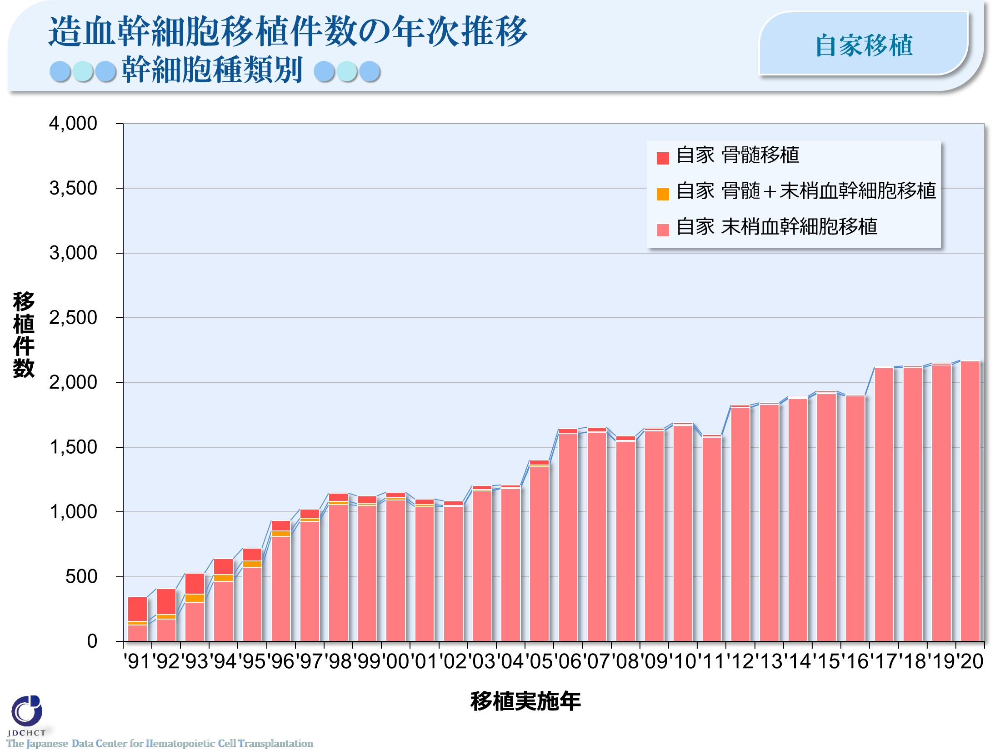 造血幹細胞移植件数の年次推移
幹細胞種類別
自家移植
4,000
3,500
3,000
2,500
2,000
1,500
1,000
500
0
移植件数
自家 骨髄移植
自家 骨髄＋末梢血幹細胞移植
自家 末梢血幹細胞移植
'91 '92 '93 '94 '95 '96 '97 '98 '99 '00 '01 '02 '03 '04 '05 '06 '07 '08 '09 '10 '11 '12 '13 '14 '15 '16 '17 '18 '19 '20
移植実施年
JDCHCT
The Japanese Data Center for Hematopoietic Cell Transplantation